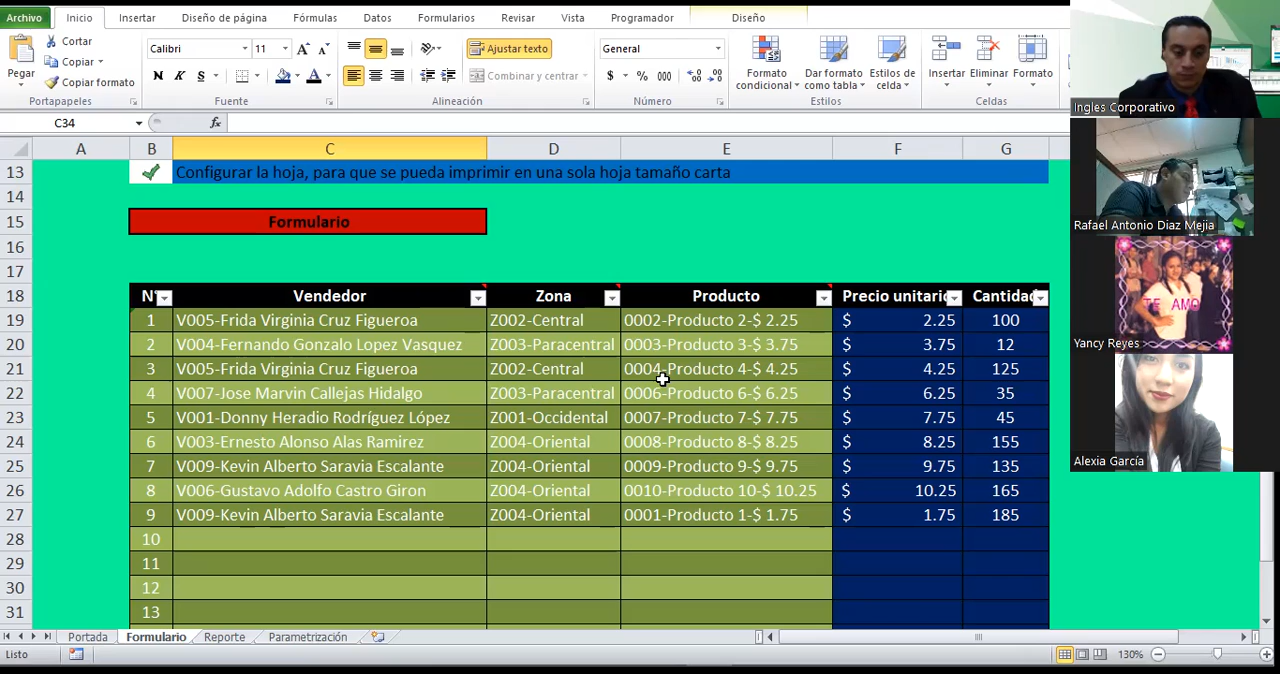 Archivo Inicio Insertar Diseño de página Fórmulas Datos Formularios Revisar Vista Programador Diseño
Pegar
Cortar
Copiar
Copiar formato
Portapapeles
Calibri 11
N K S
Fuente
Ajustar texto
Combinar y centrar
Alineación
General
$ % 000
Número
Formato condicional
Dar formato como tabla
Estilos de celda
Estilos
Insertar Eliminar Formato
Celdas
C34 fx
A B C D E F G
13 Configurar la hoja, para que se pueda imprimir en una sola hoja tamaño carta
14
15 Formulario
16
17
18 N° Vendedor Zona Producto Precio unitario Cantidad
19 1 V005-Frida Virginia Cruz Figueroa Z002-Central 0002-Producto 2-$ 2.25 $ 2.25 100
20 2 V004-Fernando Gonzalo Lopez Vasquez Z003-Paracentral 0003-Producto 3-$ 3.75 $ 3.75 12
21 3 V005-Frida Virginia Cruz Figueroa Z002-Central 0004-Producto 4-$ 4.25 $ 4.25 125
22 4 V007-Jose Marvin Callejas Hidalgo Z003-Paracentral 0006-Producto 6-$ 6.25 $ 6.25 35
23 5 V001-Donny Heradio Rodríguez López Z001-Occidental 0007-Producto 7-$ 7.75 $ 7.75 45
24 6 V003-Ernesto Alonso Alas Ramirez Z004-Oriental 0008-Producto 8-$ 8.25 $ 8.25 155
25 7 V009-Kevin Alberto Saravia Escalante Z004-Oriental 0009-Producto 9-$ 9.75 $ 9.75 135
26 8 V006-Gustavo Adolfo Castro Giron Z004-Oriental 0010-Producto 10-$ 10.25 $ 10.25 165
27 9 V009-Kevin Alberto Saravia Escalante Z004-Oriental 0001-Producto 1-$ 1.75 $ 1.75 185
28 10
29 11
30 12
31 13
Portada Formulario Reporte Parametrización
Listo 130%
Ingles Corporativo
Rafael Antonio Diaz Mejia
TE AMO
Yancy Reyes
Alexia García